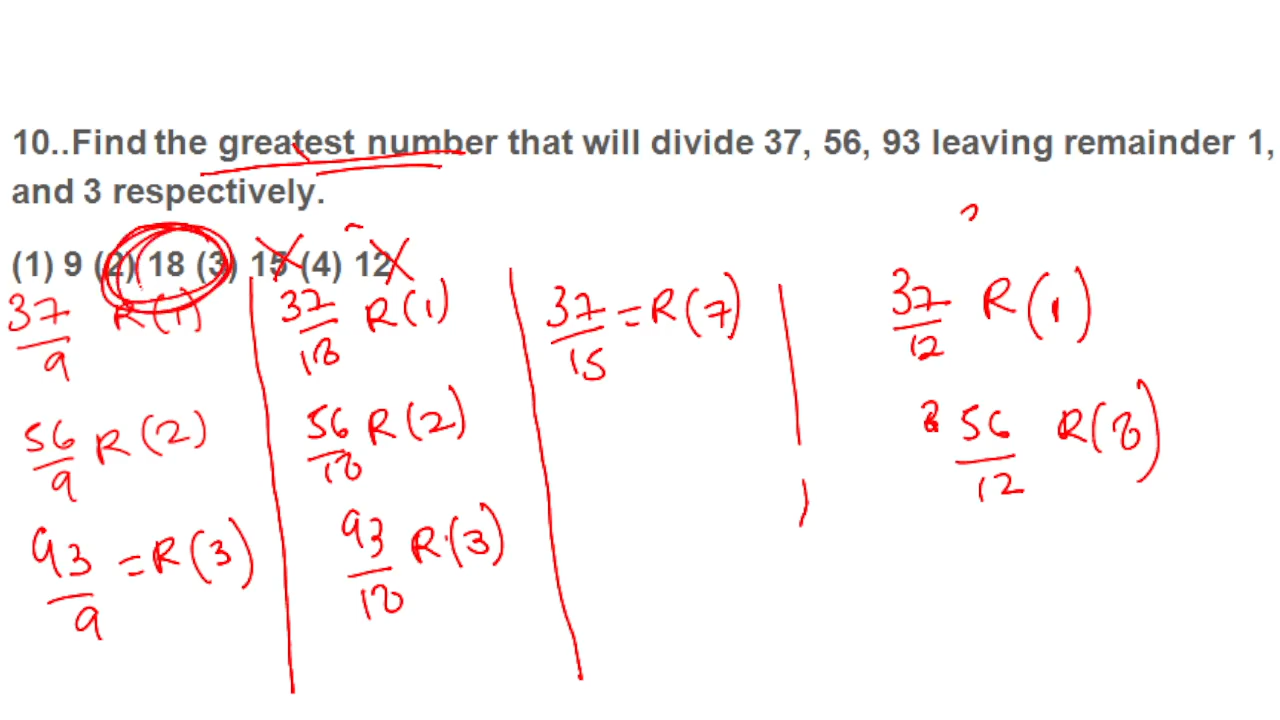 10..Find the greatest number that will divide 37, 56, 93 leaving remainder 1,
and 3 respectively.
(1) 9 (2) 18 (3) 15 (4) 12
37/9 R(1)
56/9 R(2)
93/9 = R(3)
37/18 R(1)
56/18 R(2)
93/18 R(3)
37/15 = R(7)
37/12 R(1)
56/12 R(8)